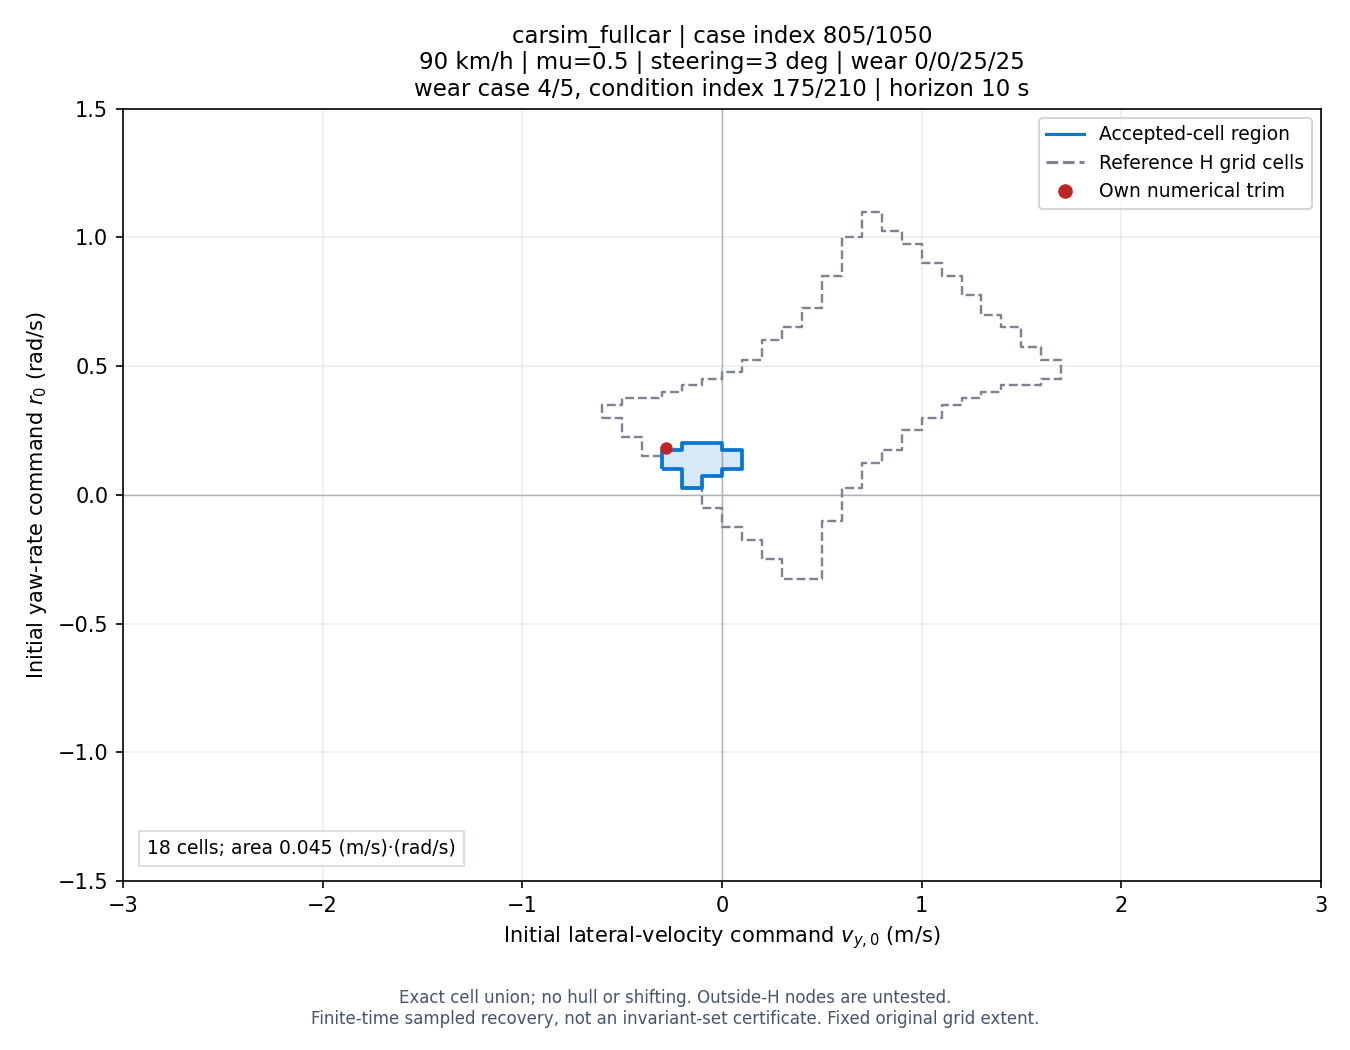 carsim_fullcar | case index 805/1050
90 km/h | mu=0.5 | steering=3 deg | wear 0/0/25/25
wear case 4/5, condition index 175/210 | horizon 10 s
Accepted-cell region
Reference H grid cells
Own numerical trim
1.5
1.0
0.5
0.0
−0.5
−1.0
−1.5
Initial yaw-rate command r0 (rad/s)
18 cells; area 0.045 (m/s)·(rad/s)
−3
−2
−1
0
1
2
3
Initial lateral-velocity command vy,0 (m/s)
Exact cell union; no hull or shifting. Outside-H nodes are untested.
Finite-time sampled recovery, not an invariant-set certificate. Fixed original grid extent.